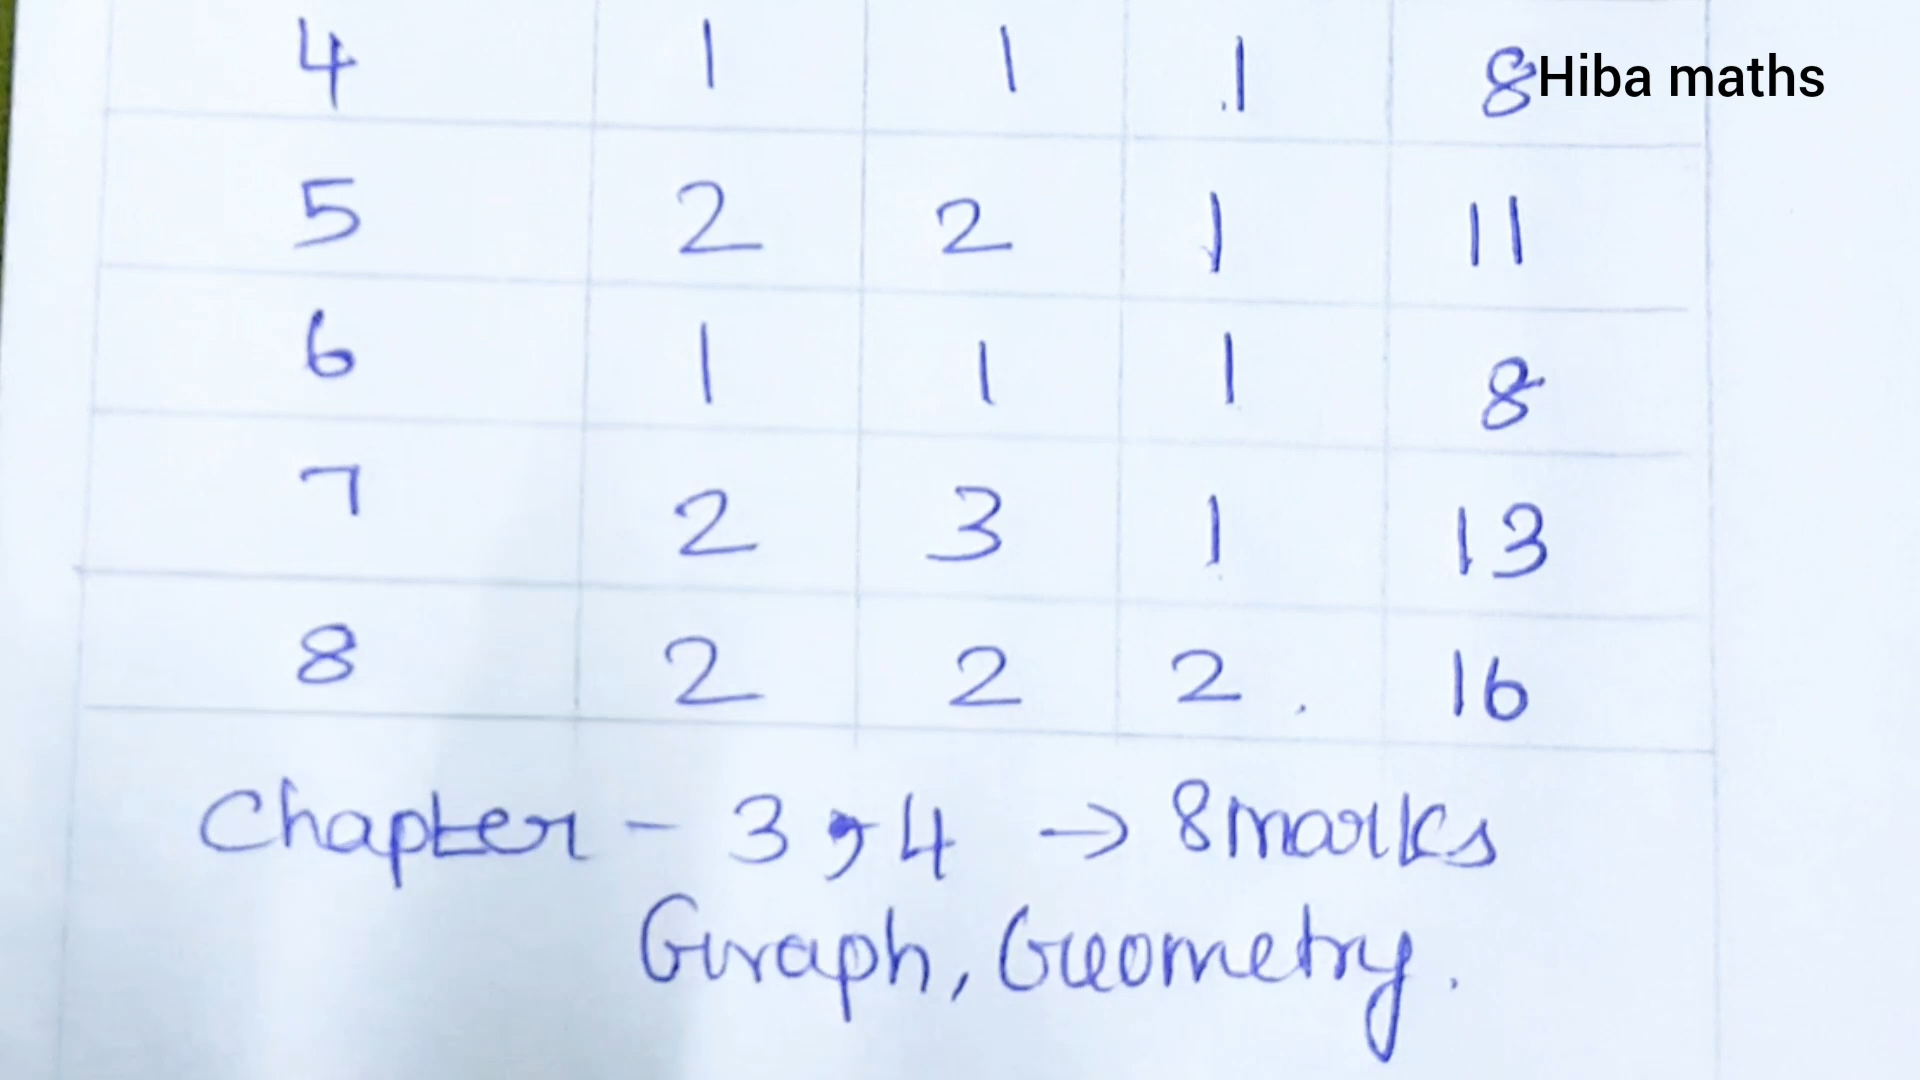 4 1 1 1 8 Hiba maths
5 2 2 1 11
6 1 1 1 8
7 2 3 1 13
8 2 2 2 16
Chapter - 3, 4 → 8 marks
Graph, Geometry.